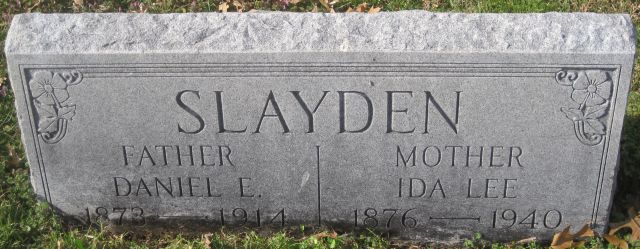 SLAYDEN
FATHER MOTHER
DANIEL E. IDA LEE
1873 — 1914 1876 — 1940